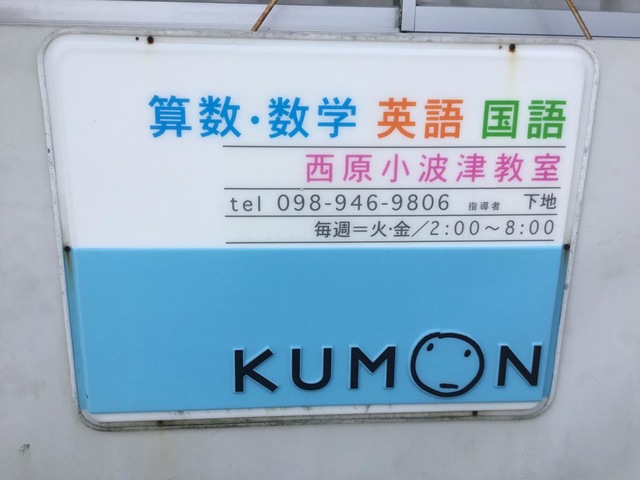 算数・数学 英語 国語
西原小波津教室
tel 098-946-9806 指導者 下地
毎週＝火・金／2:00～8:00
KUMON